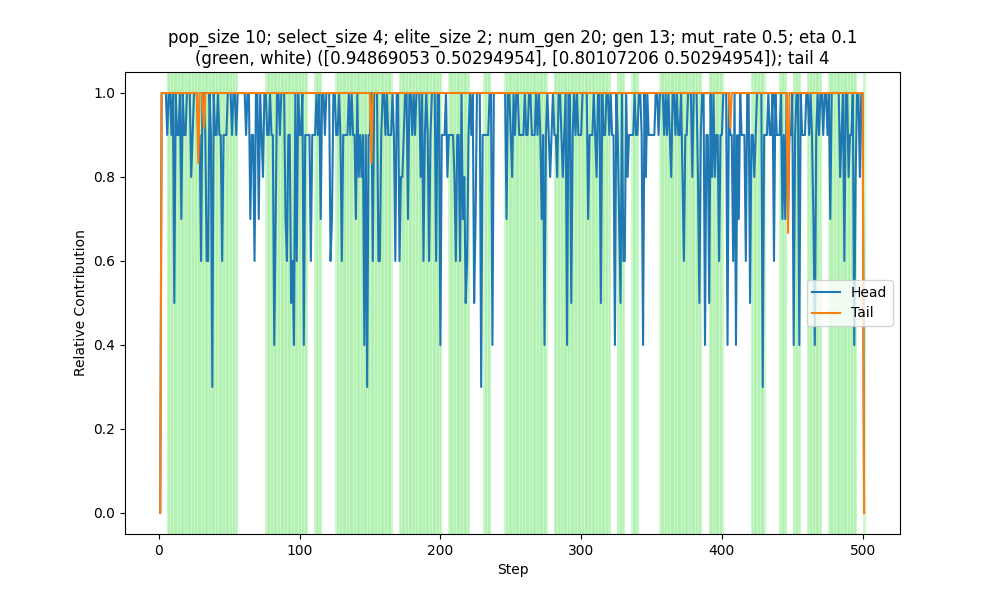 pop_size 10; select_size 4; elite_size 2; num_gen 20; gen 13; mut_rate 0.5; eta 0.1
(green, white) ([0.94869053 0.50294954], [0.80107206 0.50294954]); tail 4
Relative Contribution
1.0
0.8
0.6
0.4
0.2
0.0
Head
Tail
0
100
200
300
400
500
Step